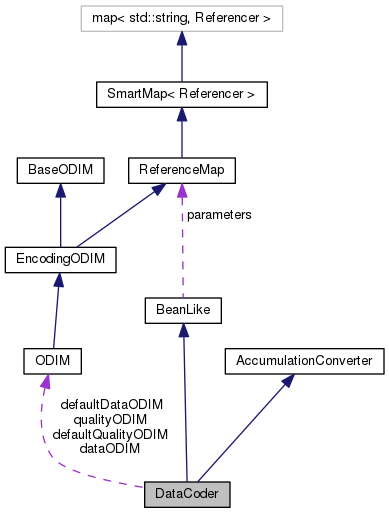 map< std::string, Referencer >
SmartMap< Referencer >
BaseODIM
ReferenceMap
parameters
EncodingODIM
BeanLike
ODIM
AccumulationConverter
defaultDataODIM
qualityODIM
defaultQualityODIM
dataODIM
DataCoder